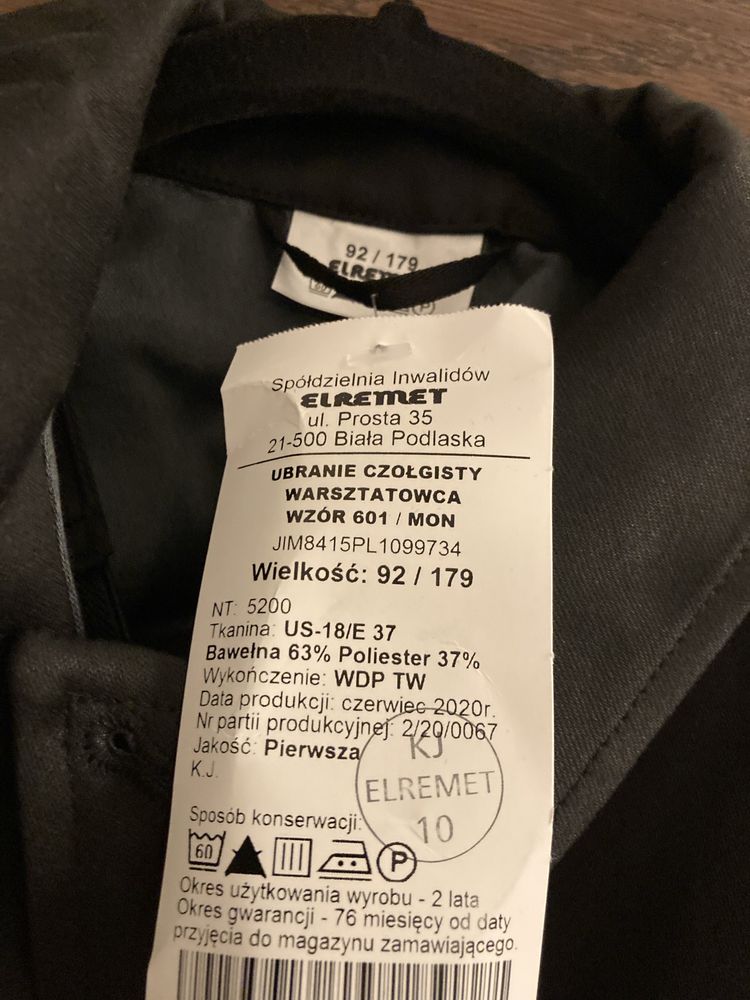 92 / 179
ELREMET
Spółdzielnia Inwalidów
ELREMET
ul. Prosta 35
21-500 Biała Podlaska
UBRANIE CZOŁGISTY
WARSZTATOWCA
WZÓR 601 / MON
JIM8415PL1099734
Wielkość: 92 / 179
NT: 5200
Tkanina: US-18/E 37
Bawełna 63% Poliester 37%
Wykończenie: WDP TW
Data produkcji: czerwiec 2020r.
Nr partii produkcyjnej: 2/20/0067
Jakość: Pierwsza
K.J.
KJ
ELREMET
10
Sposób konserwacji:
60 P
Okres użytkowania wyrobu - 2 lata
Okres gwarancji - 76 miesięcy od daty
przyjęcia do magazynu zamawiającego.